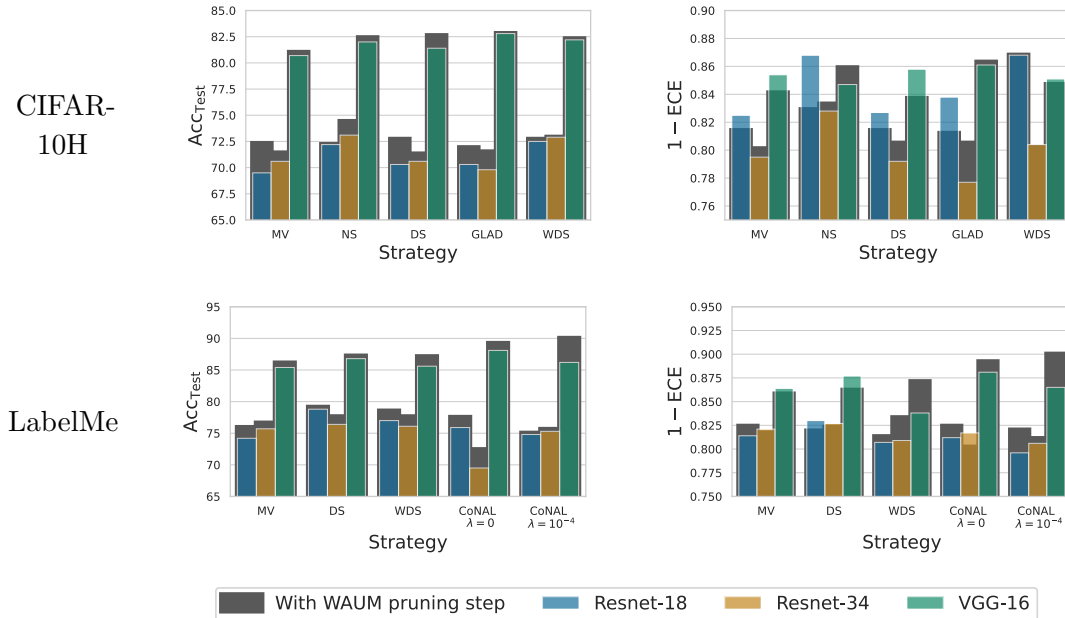 CIFAR-
10H
85.0
82.5
80.0
77.5
75.0
72.5
70.0
67.5
65.0
Acc_Test
MV NS DS GLAD WDS
Strategy
0.90
0.88
0.86
0.84
0.82
0.80
0.78
0.76
1 − ECE
MV NS DS GLAD WDS
Strategy
LabelMe
95
90
85
80
75
70
65
Acc_Test
MV DS WDS CoNAL CoNAL
λ = 0 λ = 10⁻⁴
Strategy
0.950
0.925
0.900
0.875
0.850
0.825
0.800
0.775
0.750
1 − ECE
MV DS WDS CoNAL CoNAL
λ = 0 λ = 10⁻⁴
Strategy
With WAUM pruning step Resnet-18 Resnet-34 VGG-16